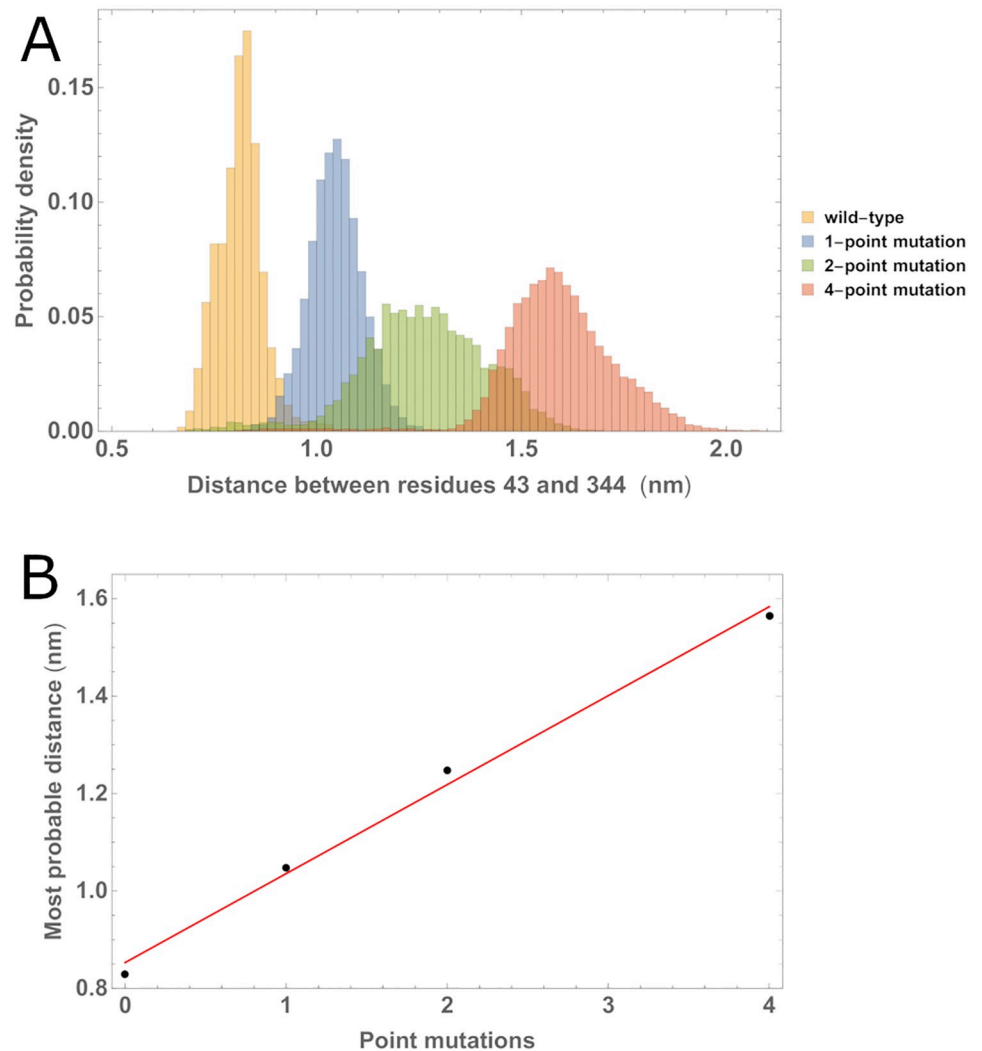 A
Probability density
0.15
0.10
0.05
0.00
0.5 1.0 1.5 2.0
Distance between residues 43 and 344 (nm)
wild−type
1−point mutation
2−point mutation
4−point mutation
B
Most probable distance (nm)
1.6
1.4
1.2
1.0
0.8
0 1 2 3 4
Point mutations